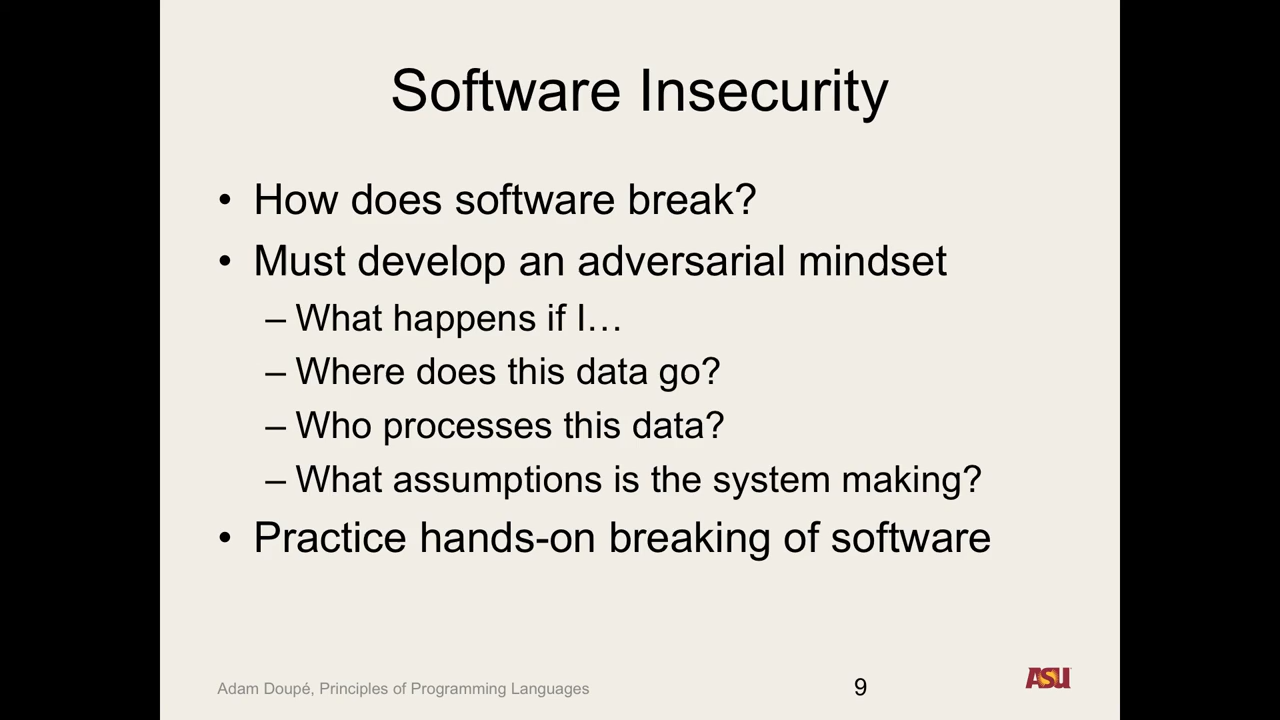 Software Insecurity
• How does software break?
• Must develop an adversarial mindset
– What happens if I…
– Where does this data go?
– Who processes this data?
– What assumptions is the system making?
• Practice hands-on breaking of software
Adam Doupé, Principles of Programming Languages
9
ASU